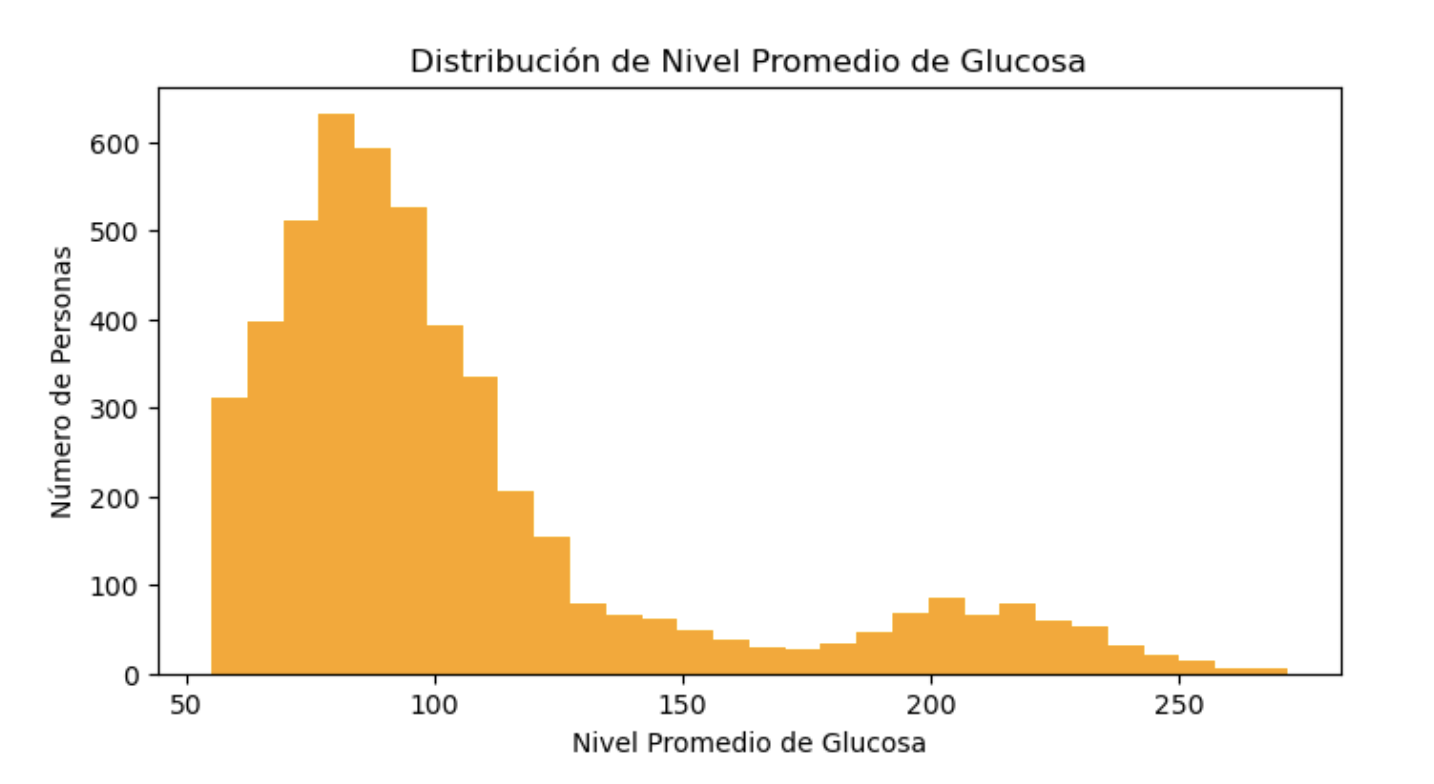 Distribución de Nivel Promedio de Glucosa
Número de Personas
600
500
400
300
200
100
0
50 100 150 200 250
Nivel Promedio de Glucosa